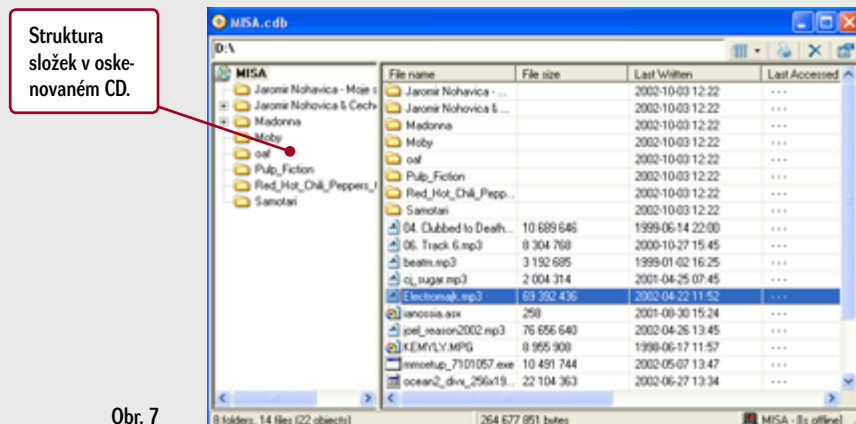 Struktura
složek v oske-
novaném CD.
MISA.cdb
D:\
MISA
Jaromir Nohavica - Moje s
Jaromir Nohovica & Cech
Madonna
Moby
oaf
Pulp_Fiction
Red_Hot_Chili_Peppers_
Samotari
File name File size Last Written Last Accessed
Jaromir Nohavica - ... 2002-10-03 12:22 ---
Jaromir Nohovica & ... 2002-10-03 12:22 ---
Madonna 2002-10-03 12:22 ---
Moby 2002-10-03 12:22 ---
oaf 2002-10-03 12:22 ---
Pulp_Fiction 2002-10-03 12:22 ---
Red_Hot_Chili_Pepp... 2002-10-03 12:22 ---
Samotari 2002-10-03 12:22 ---
04. Clubbed to Death... 10 689 646 1999-06-14 22:00 ---
06. Track 6.mp3 8 304 768 2000-10-27 15:45 ---
beatm.mp3 3 192 685 1999-01-02 16:25 ---
cj_sugar.mp3 2 004 314 2001-04-25 07:45 ---
Electromajk.mp3 69 392 436 2002-04-22 11:52 ---
ianossia.asx 258 2001-08-30 15:24 ---
joel_reason2002.mp3 76 656 640 2002-04-26 13:45 ---
KEMYLY.MPG 8 955 908 1998-06-17 11:57 ---
mmsetup_7101057.exe 10 491 744 2002-05-07 13:47 ---
ocean2_divx_256x19... 22 104 363 2002-06-27 13:34 ---
8 folders, 14 files (22 objects) 264 677 851 bytes MISA - [Is offline]
Obr. 7